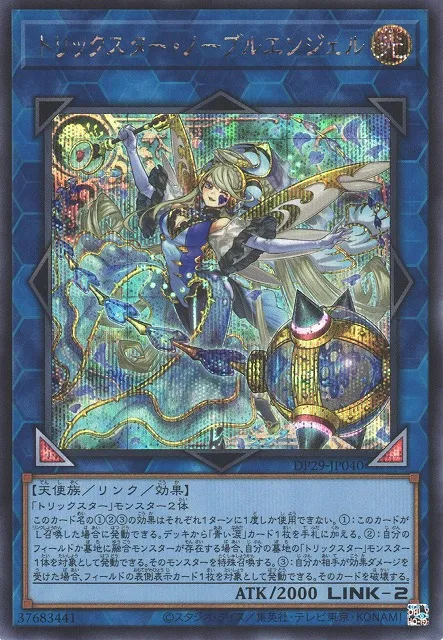 トリックスター・ノーブルエンジェル
光
DP29-JP040
【天使族/リンク/効果】
「トリックスター」モンスター2体
このカード名の①②③の効果はそれぞれ1ターンに1度しか使用できない。①:このカードが
L召喚した場合に発動できる。デッキから「青い涙」カード1枚を手札に加える。②:自分の
フィールドか墓地に融合モンスターが存在する場合、自分の墓地の「トリックスター」モンスター
1体を対象として発動できる。そのモンスターを特殊召喚する。③:自分か相手が効果ダメージを
受けた場合、フィールドの表側表示カード1枚を対象として発動できる。そのカードを破壊する。
ATK/2000 LINK-2
37683441
©スタジオ・ダイス/集英社・テレビ東京・KONAMI